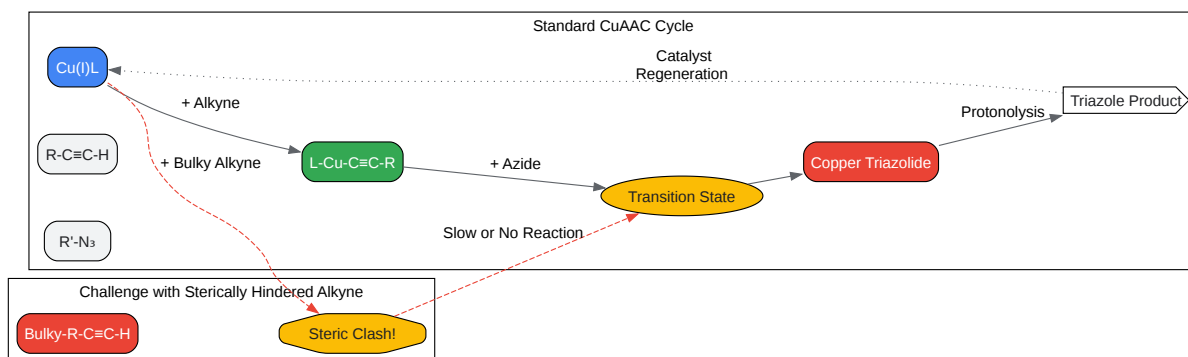 Standard CuAAC Cycle
Cu(I)L
Catalyst
Regeneration
Triazole Product
+ Alkyne
Protonolysis
R-C≡C-H
+ Bulky Alkyne
L-Cu-C≡C-R
+ Azide
Copper Triazolide
Transition State
R'-N₃
Slow or No Reaction
Challenge with Sterically Hindered Alkyne
Bulky-R-C≡C-H
Steric Clash!